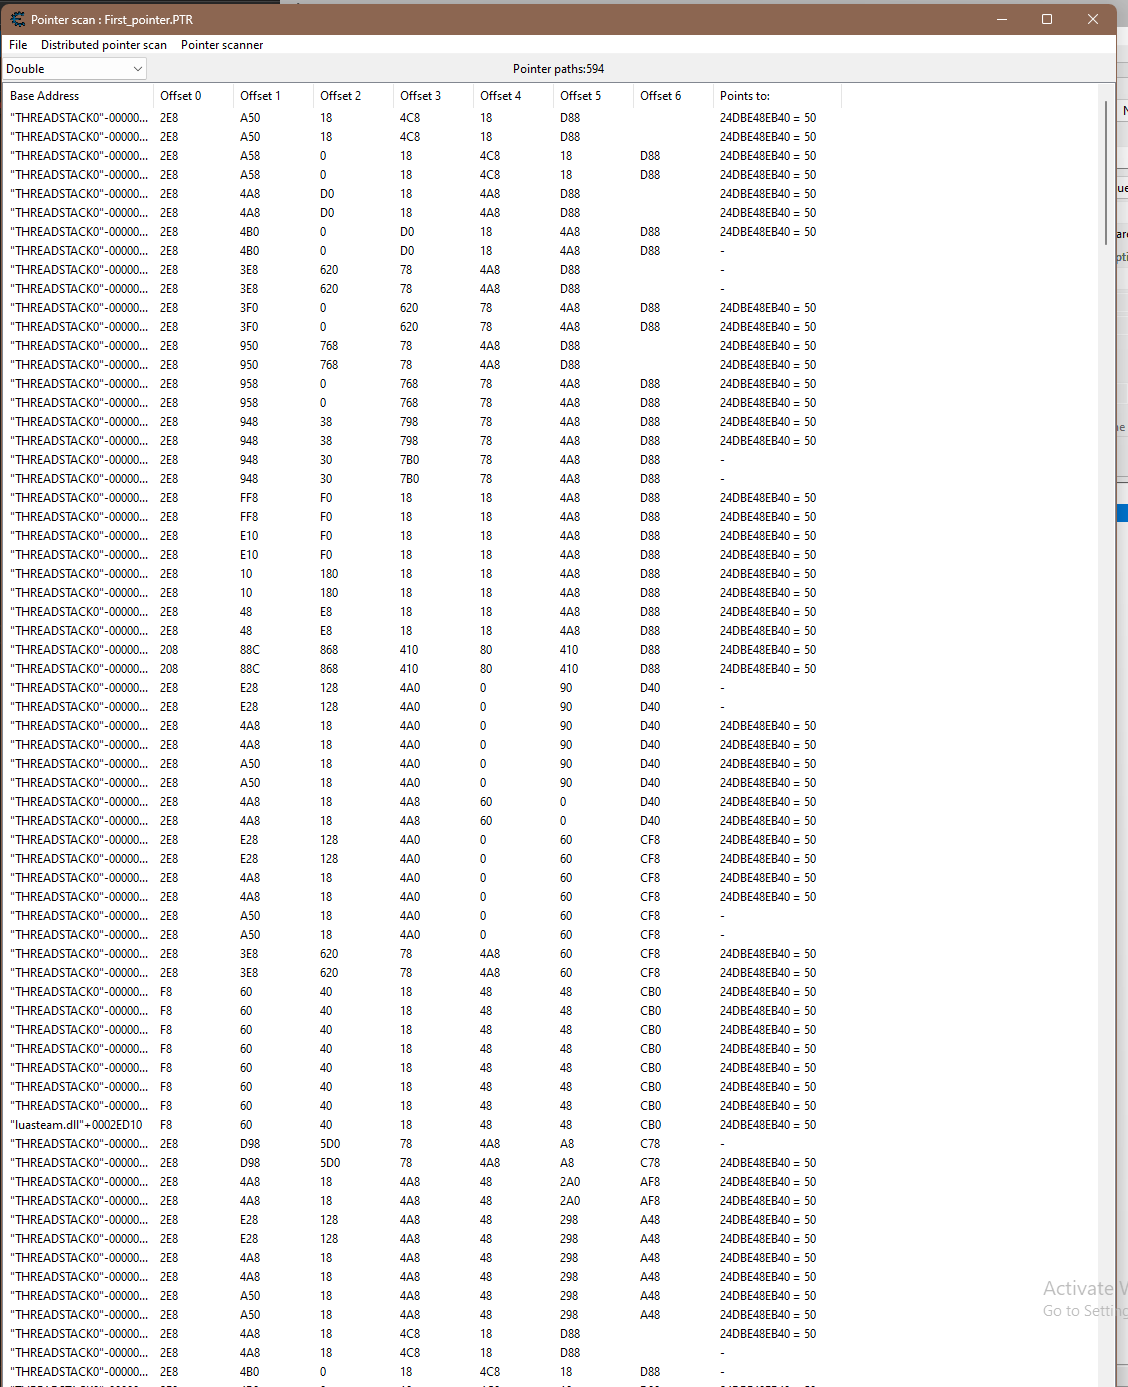 Pointer scan : First_pointer.PTR
File Distributed pointer scan Pointer scanner
Double Pointer paths:594
Base Address Offset 0 Offset 1 Offset 2 Offset 3 Offset 4 Offset 5 Offset 6 Points to:
"THREADSTACK0"-00000... 2E8 A50 18 4C8 18 D88 24DBE48EB40 = 50
"THREADSTACK0"-00000... 2E8 A50 18 4C8 18 D88 24DBE48EB40 = 50
"THREADSTACK0"-00000... 2E8 A58 0 18 4C8 18 D88 24DBE48EB40 = 50
"THREADSTACK0"-00000... 2E8 A58 0 18 4C8 18 D88 24DBE48EB40 = 50
"THREADSTACK0"-00000... 2E8 4A8 D0 18 4A8 D88 24DBE48EB40 = 50
"THREADSTACK0"-00000... 2E8 4A8 D0 18 4A8 D88 24DBE48EB40 = 50
"THREADSTACK0"-00000... 2E8 4B0 0 D0 18 4A8 D88 24DBE48EB40 = 50
"THREADSTACK0"-00000... 2E8 4B0 0 D0 18 4A8 D88 -
"THREADSTACK0"-00000... 2E8 3E8 620 78 4A8 D88 -
"THREADSTACK0"-00000... 2E8 3E8 620 78 4A8 D88 -
"THREADSTACK0"-00000... 2E8 3F0 0 620 78 4A8 D88 24DBE48EB40 = 50
"THREADSTACK0"-00000... 2E8 3F0 0 620 78 4A8 D88 24DBE48EB40 = 50
"THREADSTACK0"-00000... 2E8 950 768 78 4A8 D88 24DBE48EB40 = 50
"THREADSTACK0"-00000... 2E8 950 768 78 4A8 D88 24DBE48EB40 = 50
"THREADSTACK0"-00000... 2E8 958 0 768 78 4A8 D88 24DBE48EB40 = 50
"THREADSTACK0"-00000... 2E8 958 0 768 78 4A8 D88 24DBE48EB40 = 50
"THREADSTACK0"-00000... 2E8 948 38 798 78 4A8 D88 24DBE48EB40 = 50
"THREADSTACK0"-00000... 2E8 948 38 798 78 4A8 D88 24DBE48EB40 = 50
"THREADSTACK0"-00000... 2E8 948 30 7B0 78 4A8 D88 -
"THREADSTACK0"-00000... 2E8 948 30 7B0 78 4A8 D88 -
"THREADSTACK0"-00000... 2E8 FF8 F0 18 18 4A8 D88 24DBE48EB40 = 50
"THREADSTACK0"-00000... 2E8 FF8 F0 18 18 4A8 D88 24DBE48EB40 = 50
"THREADSTACK0"-00000... 2E8 E10 F0 18 18 4A8 D88 24DBE48EB40 = 50
"THREADSTACK0"-00000... 2E8 E10 F0 18 18 4A8 D88 24DBE48EB40 = 50
"THREADSTACK0"-00000... 2E8 10 180 18 18 4A8 D88 24DBE48EB40 = 50
"THREADSTACK0"-00000... 2E8 10 180 18 18 4A8 D88 24DBE48EB40 = 50
"THREADSTACK0"-00000... 2E8 48 E8 18 18 4A8 D88 24DBE48EB40 = 50
"THREADSTACK0"-00000... 2E8 48 E8 18 18 4A8 D88 24DBE48EB40 = 50
"THREADSTACK0"-00000... 208 88C 868 410 80 410 D88 24DBE48EB40 = 50
"THREADSTACK0"-00000... 208 88C 868 410 80 410 D88 24DBE48EB40 = 50
"THREADSTACK0"-00000... 2E8 E28 128 4A0 0 90 D40 -
"THREADSTACK0"-00000... 2E8 E28 128 4A0 0 90 D40 -
"THREADSTACK0"-00000... 2E8 4A8 18 4A0 0 90 D40 24DBE48EB40 = 50
"THREADSTACK0"-00000... 2E8 4A8 18 4A0 0 90 D40 24DBE48EB40 = 50
"THREADSTACK0"-00000... 2E8 A50 18 4A0 0 90 D40 24DBE48EB40 = 50
"THREADSTACK0"-00000... 2E8 A50 18 4A0 0 90 D40 24DBE48EB40 = 50
"THREADSTACK0"-00000... 2E8 4A8 18 4A8 60 0 D40 24DBE48EB40 = 50
"THREADSTACK0"-00000... 2E8 4A8 18 4A8 60 0 D40 24DBE48EB40 = 50
"THREADSTACK0"-00000... 2E8 E28 128 4A0 0 60 CF8 24DBE48EB40 = 50
"THREADSTACK0"-00000... 2E8 E28 128 4A0 0 60 CF8 24DBE48EB40 = 50
"THREADSTACK0"-00000... 2E8 4A8 18 4A0 0 60 CF8 24DBE48EB40 = 50
"THREADSTACK0"-00000... 2E8 4A8 18 4A0 0 60 CF8 24DBE48EB40 = 50
"THREADSTACK0"-00000... 2E8 A50 18 4A0 0 60 CF8 -
"THREADSTACK0"-00000... 2E8 A50 18 4A0 0 60 CF8 -
"THREADSTACK0"-00000... 2E8 3E8 620 78 4A8 60 CF8 24DBE48EB40 = 50
"THREADSTACK0"-00000... 2E8 3E8 620 78 4A8 60 CF8 24DBE48EB40 = 50
"THREADSTACK0"-00000... F8 60 40 18 48 48 CB0 24DBE48EB40 = 50
"THREADSTACK0"-00000... F8 60 40 18 48 48 CB0 24DBE48EB40 = 50
"THREADSTACK0"-00000... F8 60 40 18 48 48 CB0 24DBE48EB40 = 50
"THREADSTACK0"-00000... F8 60 40 18 48 48 CB0 24DBE48EB40 = 50
"THREADSTACK0"-00000... F8 60 40 18 48 48 CB0 24DBE48EB40 = 50
"THREADSTACK0"-00000... F8 60 40 18 48 48 CB0 24DBE48EB40 = 50
"THREADSTACK0"-00000... F8 60 40 18 48 48 CB0 24DBE48EB40 = 50
"luasteam.dll"+0002ED10 F8 60 40 18 48 48 CB0 24DBE48EB40 = 50
"THREADSTACK0"-00000... 2E8 D98 5D0 78 4A8 A8 C78 -
"THREADSTACK0"-00000... 2E8 D98 5D0 78 4A8 A8 C78 24DBE48EB40 = 50
"THREADSTACK0"-00000... 2E8 4A8 18 4A8 48 2A0 AF8 24DBE48EB40 = 50
"THREADSTACK0"-00000... 2E8 4A8 18 4A8 48 2A0 AF8 24DBE48EB40 = 50
"THREADSTACK0"-00000... 2E8 E28 128 4A8 48 298 A48 24DBE48EB40 = 50
"THREADSTACK0"-00000... 2E8 E28 128 4A8 48 298 A48 24DBE48EB40 = 50
"THREADSTACK0"-00000... 2E8 4A8 18 4A8 48 298 A48 24DBE48EB40 = 50
"THREADSTACK0"-00000... 2E8 4A8 18 4A8 48 298 A48 24DBE48EB40 = 50
"THREADSTACK0"-00000... 2E8 A50 18 4A8 48 298 A48 24DBE48EB40 = 50
"THREADSTACK0"-00000... 2E8 A50 18 4A8 48 298 A48 24DBE48EB40 = 50
"THREADSTACK0"-00000... 2E8 4A8 18 4C8 18 D88 24DBE48EB40 = 50
"THREADSTACK0"-00000... 2E8 4A8 18 4C8 18 D88 -
"THREADSTACK0"-00000... 2E8 4B0 0 18 4C8 18 D88 -
Activate
Go to Setting